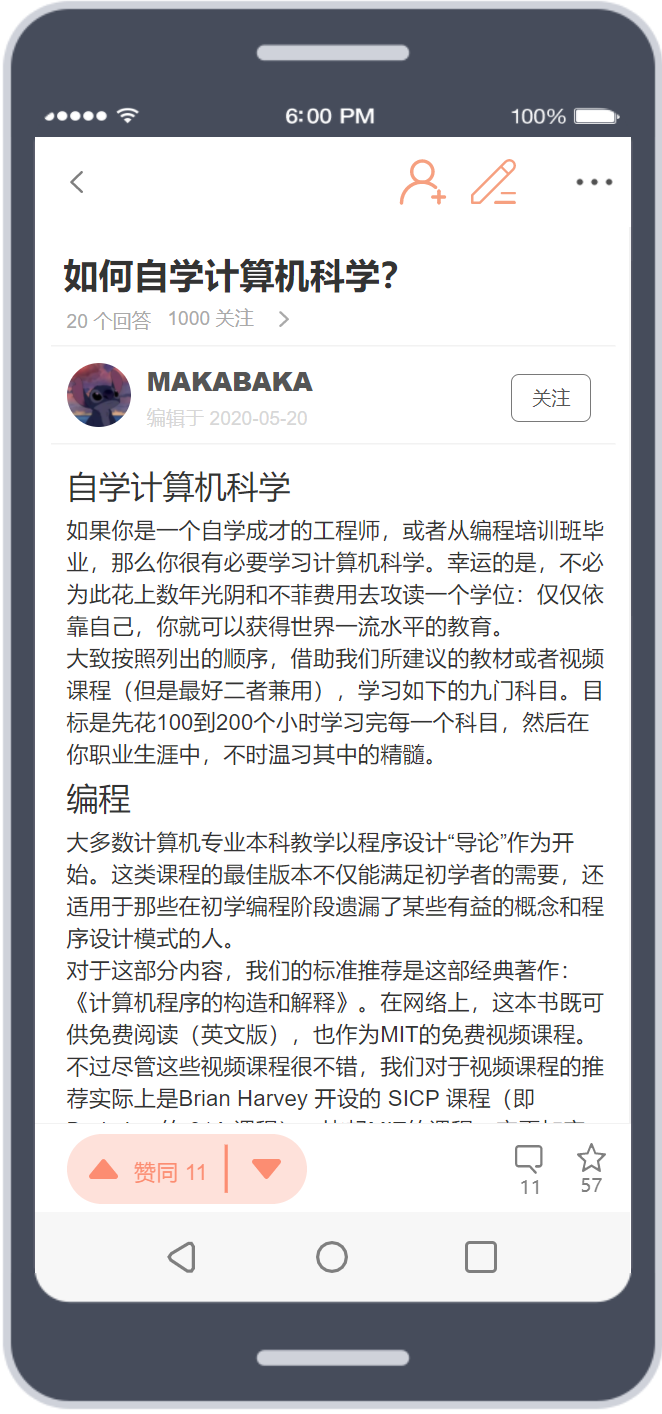 6:00 PM 100%
如何自学计算机科学？
20 个回答 1000 关注
MAKABAKA
编辑于 2020-05-20
关注
自学计算机科学
如果你是一个自学成才的工程师，或者从编程培训班毕
业，那么你很有必要学习计算机科学。幸运的是，不必
为此花上数年光阴和不菲费用去攻读一个学位：仅仅依
靠自己，你就可以获得世界一流水平的教育。
大致按照列出的顺序，借助我们所建议的教材或者视频
课程（但是最好二者兼用），学习如下的九门科目。目
标是先花100到200个小时学习完每一个科目，然后在
你职业生涯中，不时温习其中的精髓。
编程
大多数计算机专业本科教学以程序设计“导论”作为开
始。这类课程的最佳版本不仅能满足初学者的需要，还
适用于那些在初学编程阶段遗漏了某些有益的概念和程
序设计模式的人。
对于这部分内容，我们的标准推荐是这部经典著作：
《计算机程序的构造和解释》。在网络上，这本书既可
供免费阅读（英文版），也作为MIT的免费视频课程。
不过尽管这些视频课程很不错，我们对于视频课程的推
荐实际上是Brian Harvey 开设的 SICP 课程（即
赞同 11
11
57